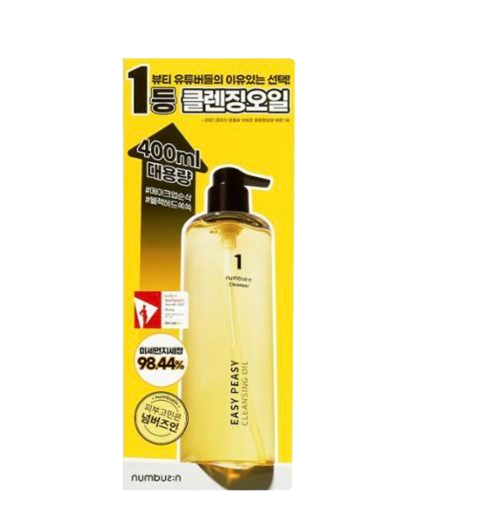 뷰티 유튜버들의 이유있는 선택!
1등 클렌징오일
400ml
대용량
#메이크업순삭
#블랙헤드쏙쏙
1
numbuz:n
Cleanser
EASY PEASY
CLEANSING OIL
미세먼지세정
98.44%
numbuzin
피부고민은
넘버즈인
numbuz:n